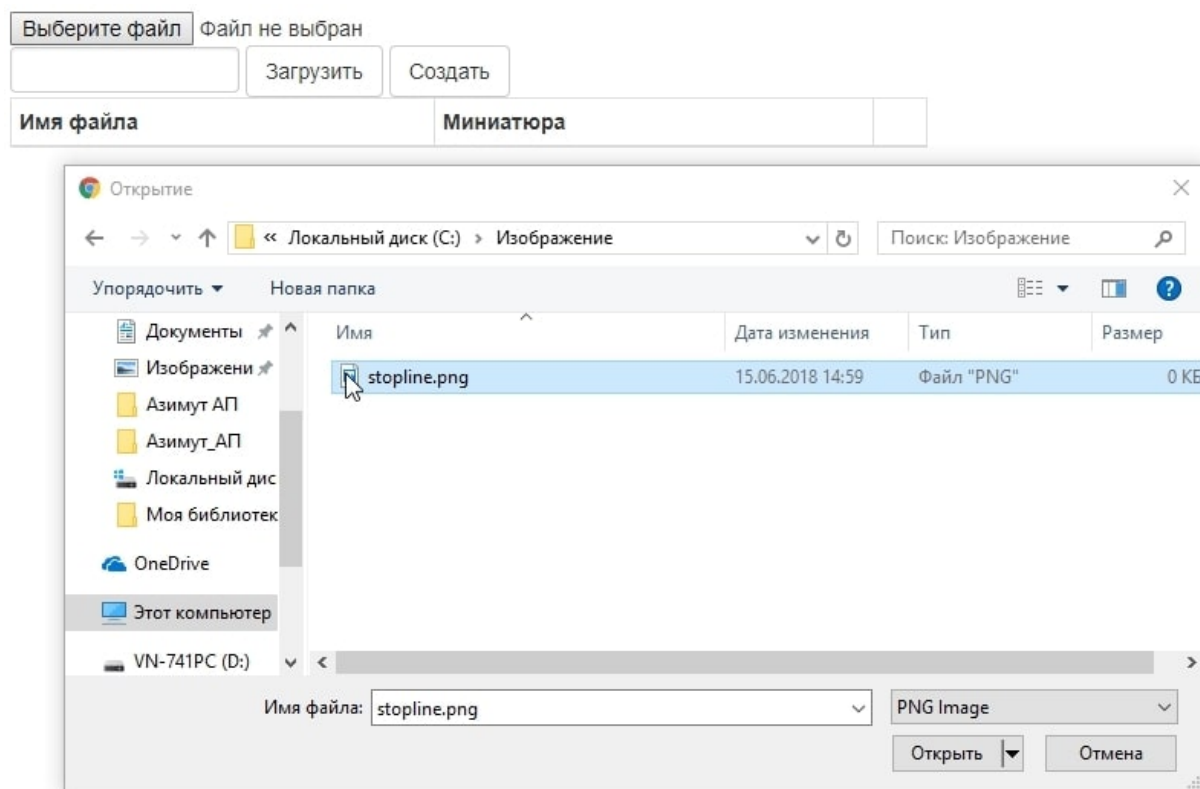 Выберите файл Файл не выбран
Загрузить Создать
Имя файла Миниатюра
Открытие
« Локальный диск (C:) › Изображение Поиск: Изображение
Упорядочить Новая папка ?
Имя Дата изменения Тип Размер
Документы
stopline.png 15.06.2018 14:59 Файл "PNG" 0 КБ
Изображени
Азимут АП
Азимут_АП
Локальный дис
Моя библиотек
OneDrive
Этот компьютер
VN-741PC (D:)
Имя файла: stopline.png PNG Image
Открыть Отмена